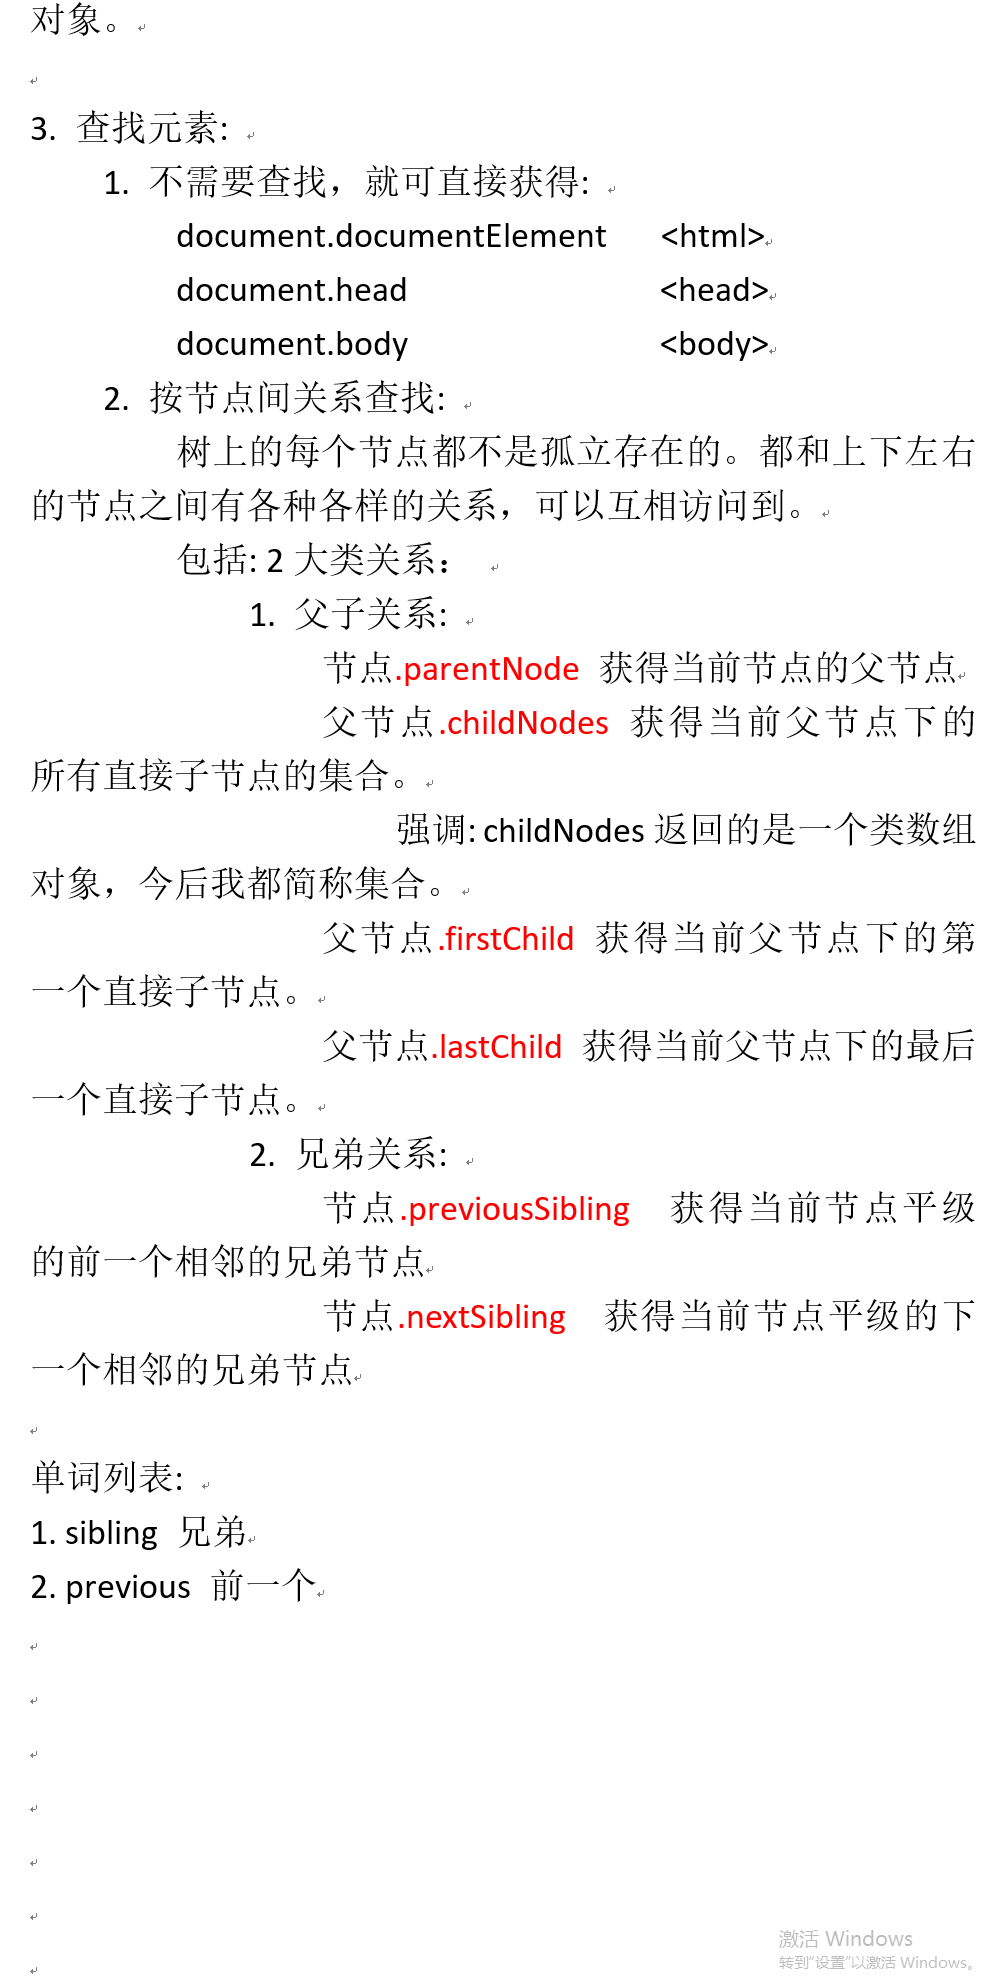 对象。
3. 查找元素:
1. 不需要查找，就可直接获得:
document.documentElement <html>
document.head <head>
document.body <body>
2. 按节点间关系查找:
树上的每个节点都不是孤立存在的。都和上下左右
的节点之间有各种各样的关系，可以互相访问到。
包括: 2 大类关系：
1. 父子关系:
节点.parentNode 获得当前节点的父节点
父节点.childNodes 获得当前父节点下的
所有直接子节点的集合。
强调: childNodes 返回的是一个类数组
对象，今后我都简称集合。
父节点.firstChild 获得当前父节点下的第
一个直接子节点。
父节点.lastChild 获得当前父节点下的最后
一个直接子节点。
2. 兄弟关系:
节点.previousSibling 获得当前节点平级
的前一个相邻的兄弟节点
节点.nextSibling 获得当前节点平级的下
一个相邻的兄弟节点
单词列表:
1. sibling 兄弟
2. previous 前一个
激活 Windows
转到“设置”以激活 Windows。